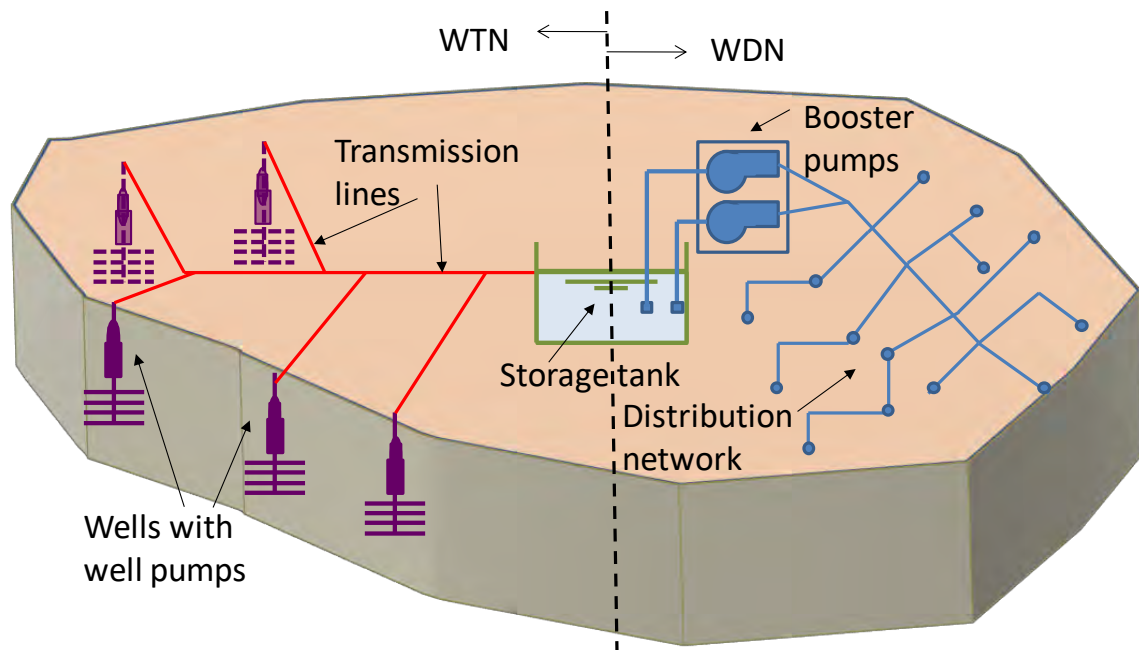 WTN
WDN
Booster
pumps
Transmission
lines
Storage tank
Distribution
network
Wells with
well pumps